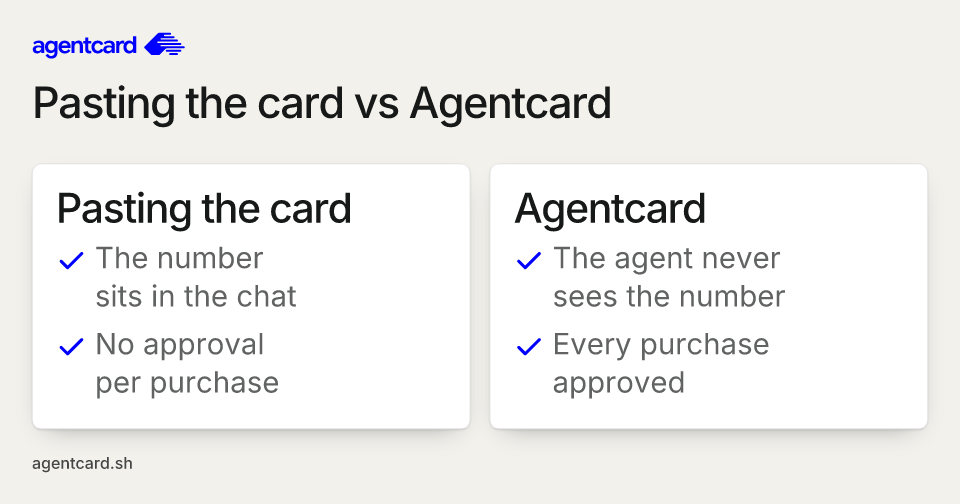 agentcard
Pasting the card vs Agentcard
Pasting the card
The number
sits in the chat
No approval
per purchase
Agentcard
The agent never
sees the number
Every purchase
approved
agentcard.sh